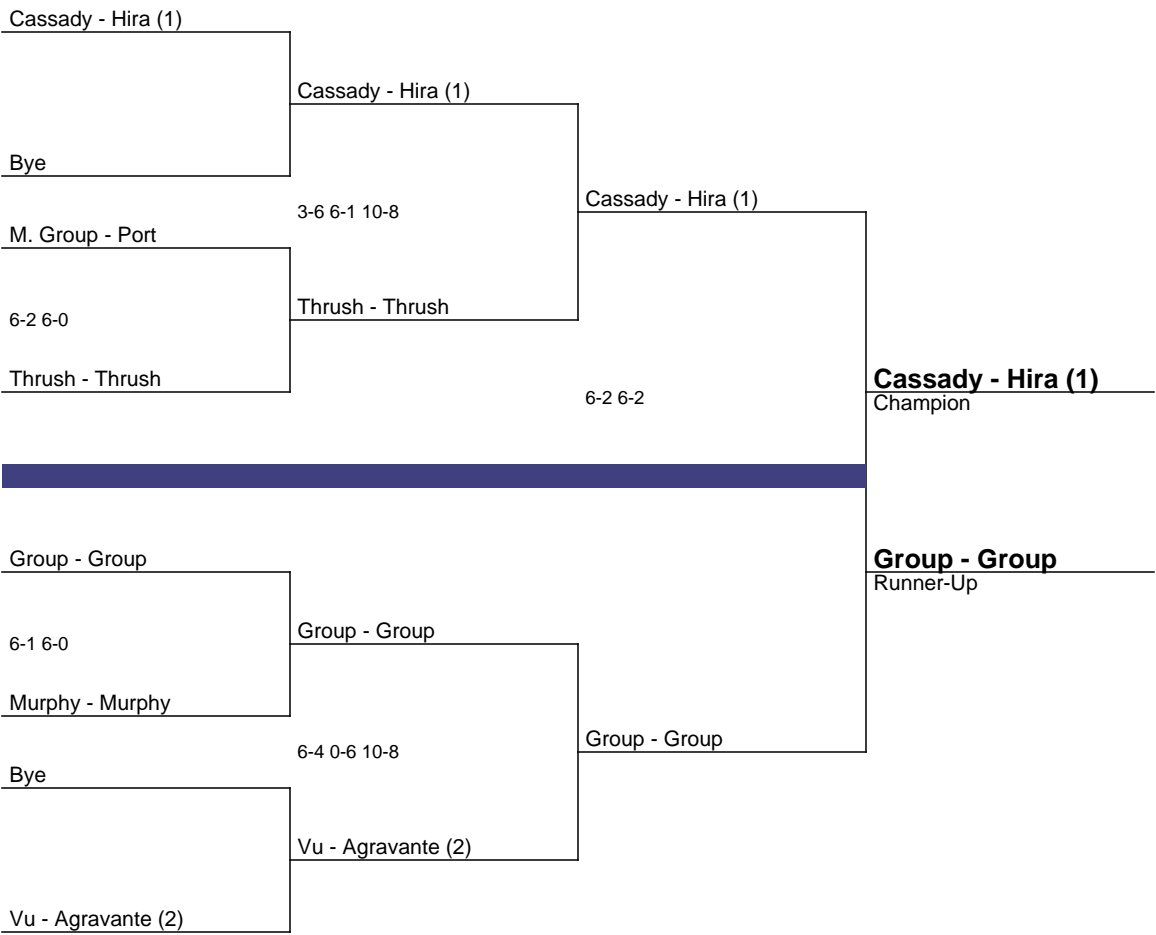 Cassady - Hira (1)
Cassady - Hira (1)
Bye
Cassady - Hira (1)
3-6 6-1 10-8
M. Group - Port
Thrush - Thrush
6-2 6-0
Thrush - Thrush
Cassady - Hira (1)
6-2 6-2
Champion
Group - Group
Group - Group
Runner-Up
Group - Group
6-1 6-0
Murphy - Murphy
Group - Group
6-4 0-6 10-8
Bye
Vu - Agravante (2)
Vu - Agravante (2)